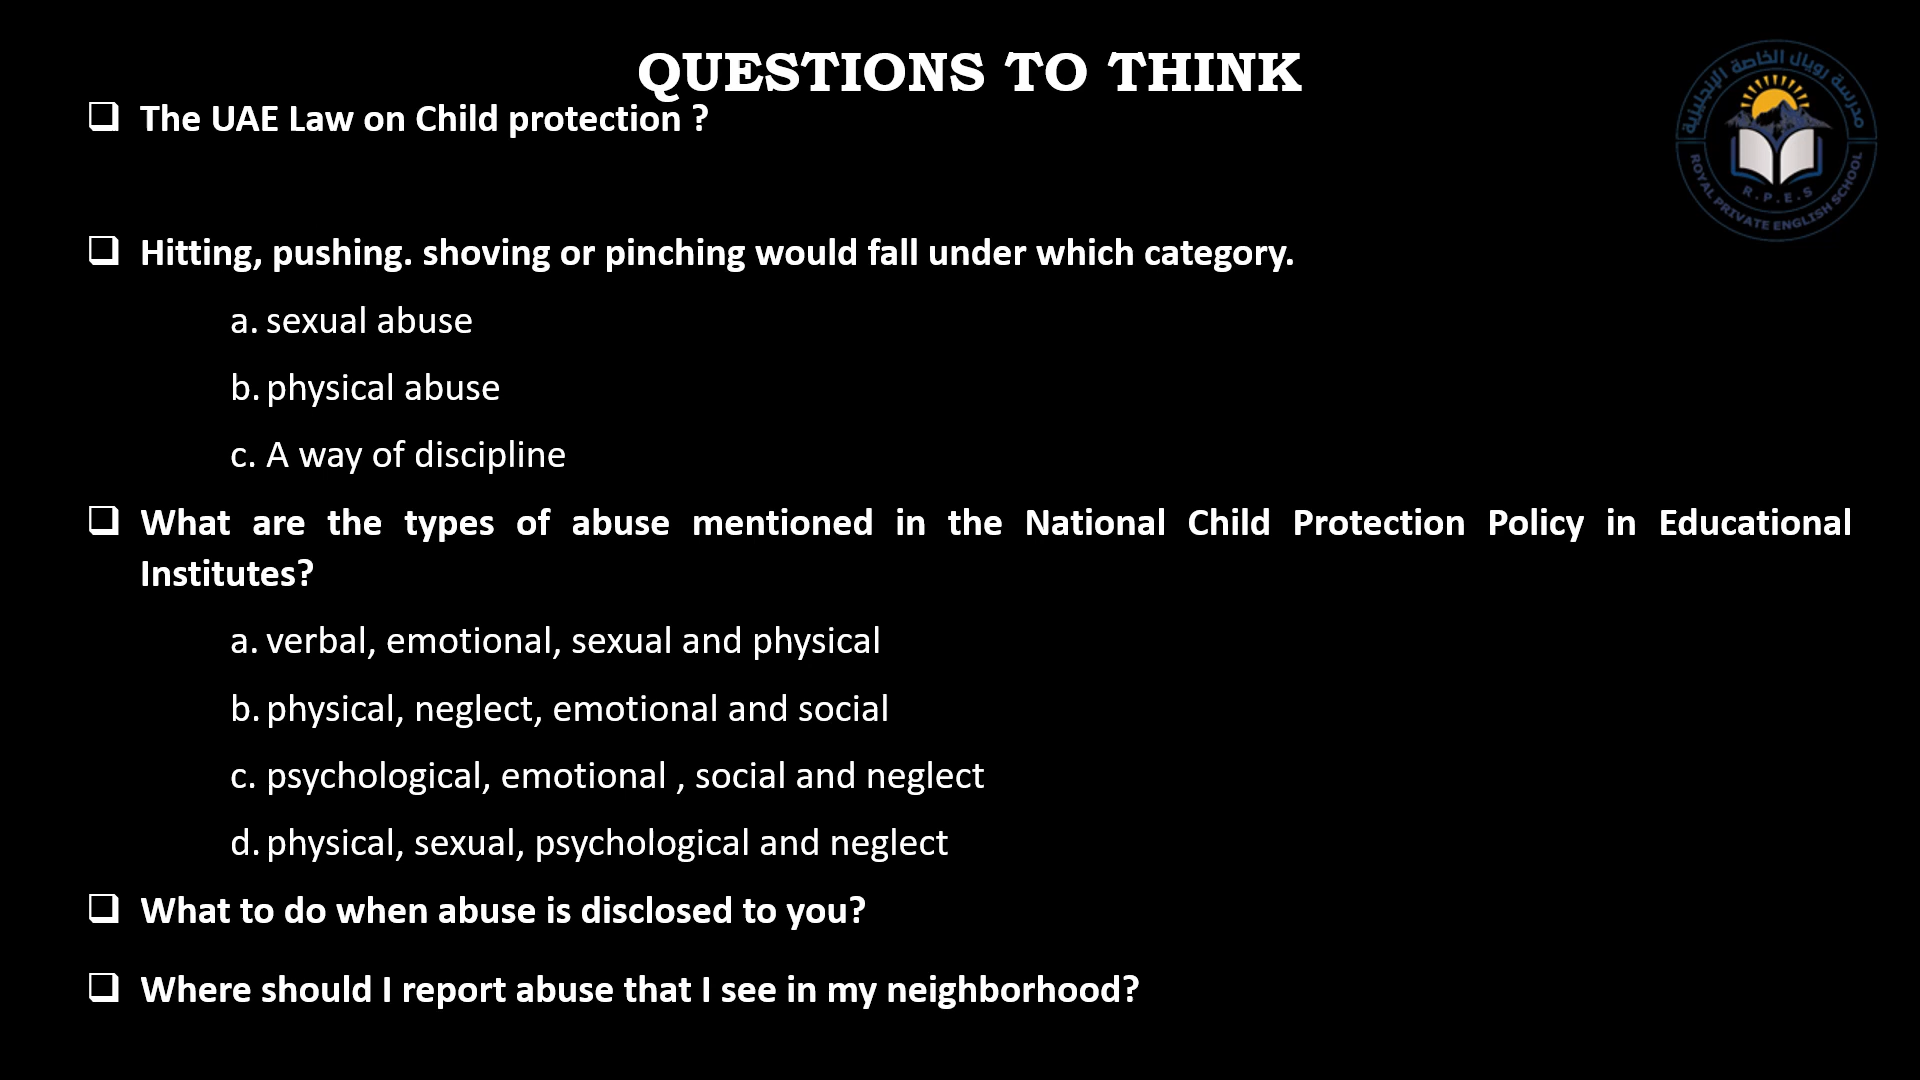 QUESTIONS TO THINK
The UAE Law on Child protection ?
Hitting, pushing. shoving or pinching would fall under which category.
a. sexual abuse
b. physical abuse
c. A way of discipline
What are the types of abuse mentioned in the National Child Protection Policy in Educational
Institutes?
a. verbal, emotional, sexual and physical
b. physical, neglect, emotional and social
c. psychological, emotional , social and neglect
d. physical, sexual, psychological and neglect
What to do when abuse is disclosed to you?
Where should I report abuse that I see in my neighborhood?
مدرسة رويال الخاصة الإنجليزية
R.P.E.S
ROYAL PRIVATE ENGLISH SCHOOL